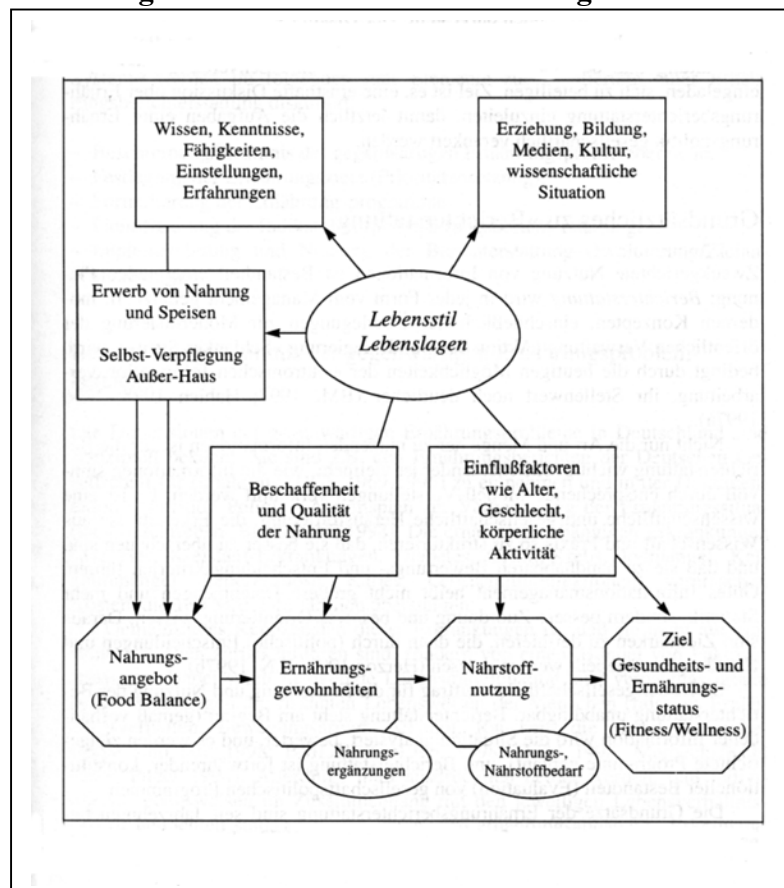 Wissen, Kenntnisse,
Fähigkeiten,
Einstellungen,
Erfahrungen
Erziehung, Bildung,
Medien, Kultur,
wissenschaftliche
Situation
Erwerb von Nahrung
und Speisen
Selbst-Verpflegung
Außer-Haus
Lebensstil
Lebenslagen
Beschaffenheit
und Qualität
der Nahrung
Einflußfaktoren
wie Alter,
Geschlecht,
körperliche
Aktivität
Nahrungs-
angebot
(Food Balance)
Ernährungs-
gewohnheiten
Nährstoff-
nutzung
Ziel
Gesundheits- und
Ernährungs-
status
(Fitness/Wellness)
Nahrungs-
ergänzungen
Nahrungs-,
Nährstoffbedarf